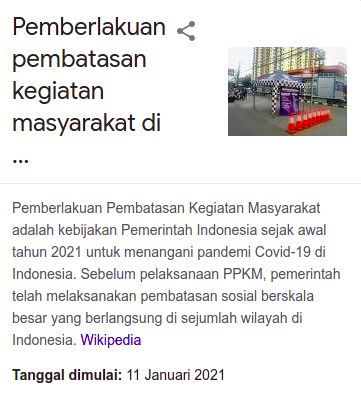 Pemberlakuan
pembatasan
kegiatan
masyarakat di
...
Pemberlakuan Pembatasan Kegiatan Masyarakat
adalah kebijakan Pemerintah Indonesia sejak awal
tahun 2021 untuk menangani pandemi Covid-19 di
Indonesia. Sebelum pelaksanaan PPKM, pemerintah
telah melaksanakan pembatasan sosial berskala
besar yang berlangsung di sejumlah wilayah di
Indonesia. Wikipedia
Tanggal dimulai: 11 Januari 2021